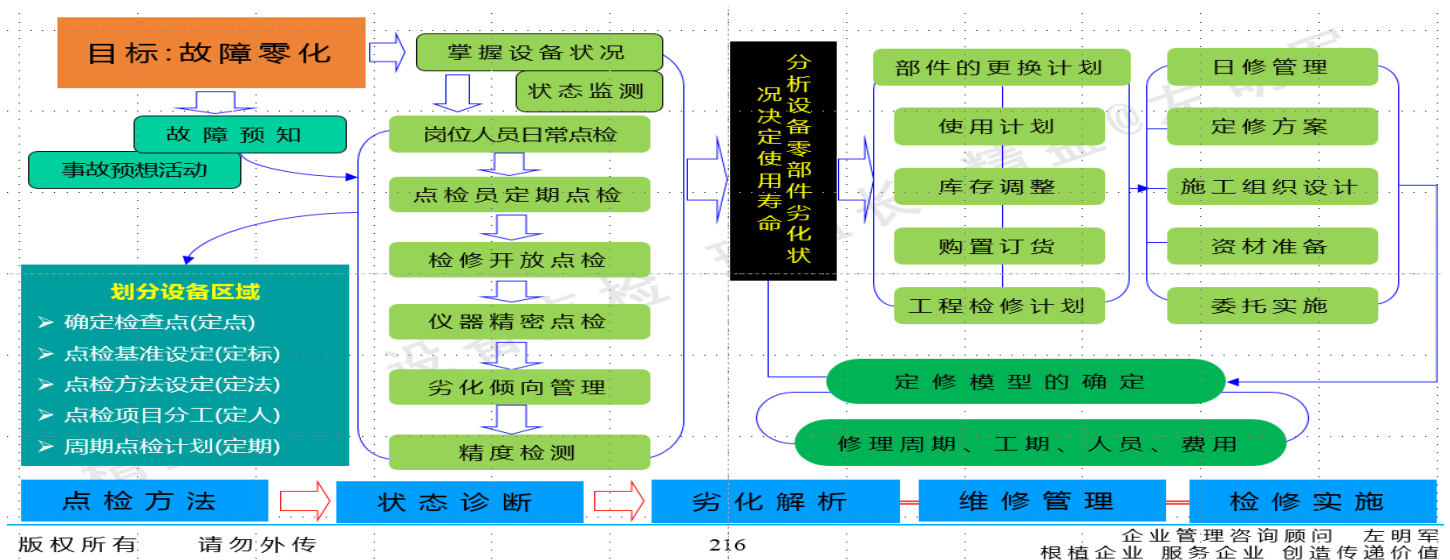 目标:故障零化
故障预知
事故预想活动
划分设备区域
➢ 确定检查点(定点)
➢ 点检基准设定(定标)
➢ 点检方法设定(定法)
➢ 点检项目分工(定人)
➢ 周期点检计划(定期)
掌握设备状况
状态监测
岗位人员日常点检
点检员定期点检
检修开放点检
仪器精密点检
劣化倾向管理
精度检测
分析设备零部件劣化状
况决定使用寿命
部件的更换计划
使用计划
库存调整
购置订货
工程检修计划
日修管理
定修方案
施工组织设计
资材准备
委托实施
定修模型的确定
修理周期、工期、人员、费用
点检方法
状态诊断
劣化解析
维修管理
检修实施
版权所有 请勿外传
216
企业管理咨询顾问 左明军
根植企业 服务企业 创造传递价值